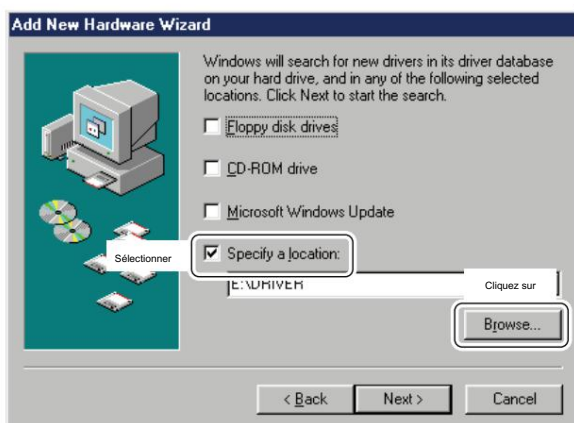 Add New Hardware Wizard
Windows will search for new drivers in its driver database
on your hard drive, and in any of the following selected
locations. Click Next to start the search.
Floppy disk drives
CD-ROM drive
Microsoft Windows Update
Sélectionner
Specify a location:
E:\DRIVER
Cliquez sur
Browse...
< Back
Next >
Cancel